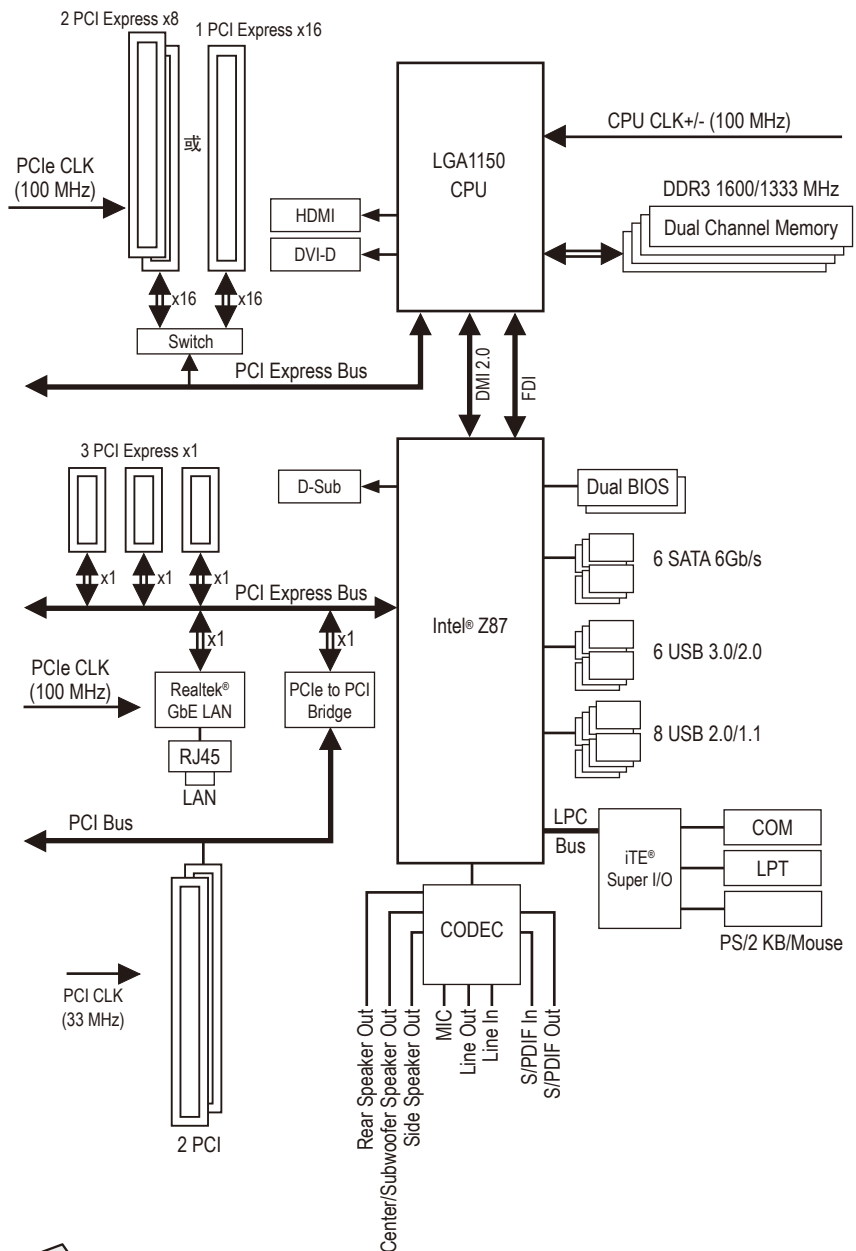 2 PCI Express x8
1 PCI Express x16
或
PCIe CLK
(100 MHz)
x16
x16
Switch
PCI Express Bus
LGA1150
CPU
CPU CLK+/- (100 MHz)
DDR3 1600/1333 MHz
Dual Channel Memory
HDMI
DVI-D
DMI 2.0
FDI
3 PCI Express x1
x1
x1
x1
PCI Express Bus
D-Sub
Intel® Z87
Dual BIOS
6 SATA 6Gb/s
6 USB 3.0/2.0
8 USB 2.0/1.1
x1
x1
PCIe CLK
(100 MHz)
Realtek®
GbE LAN
PCIe to PCI
Bridge
RJ45
LAN
PCI Bus
LPC
Bus
iTE®
Super I/O
COM
LPT
PS/2 KB/Mouse
CODEC
PCI CLK
(33 MHz)
2 PCI
Rear Speaker Out
Center/Subwoofer Speaker Out
Side Speaker Out
MIC
Line Out
Line In
S/PDIF In
S/PDIF Out